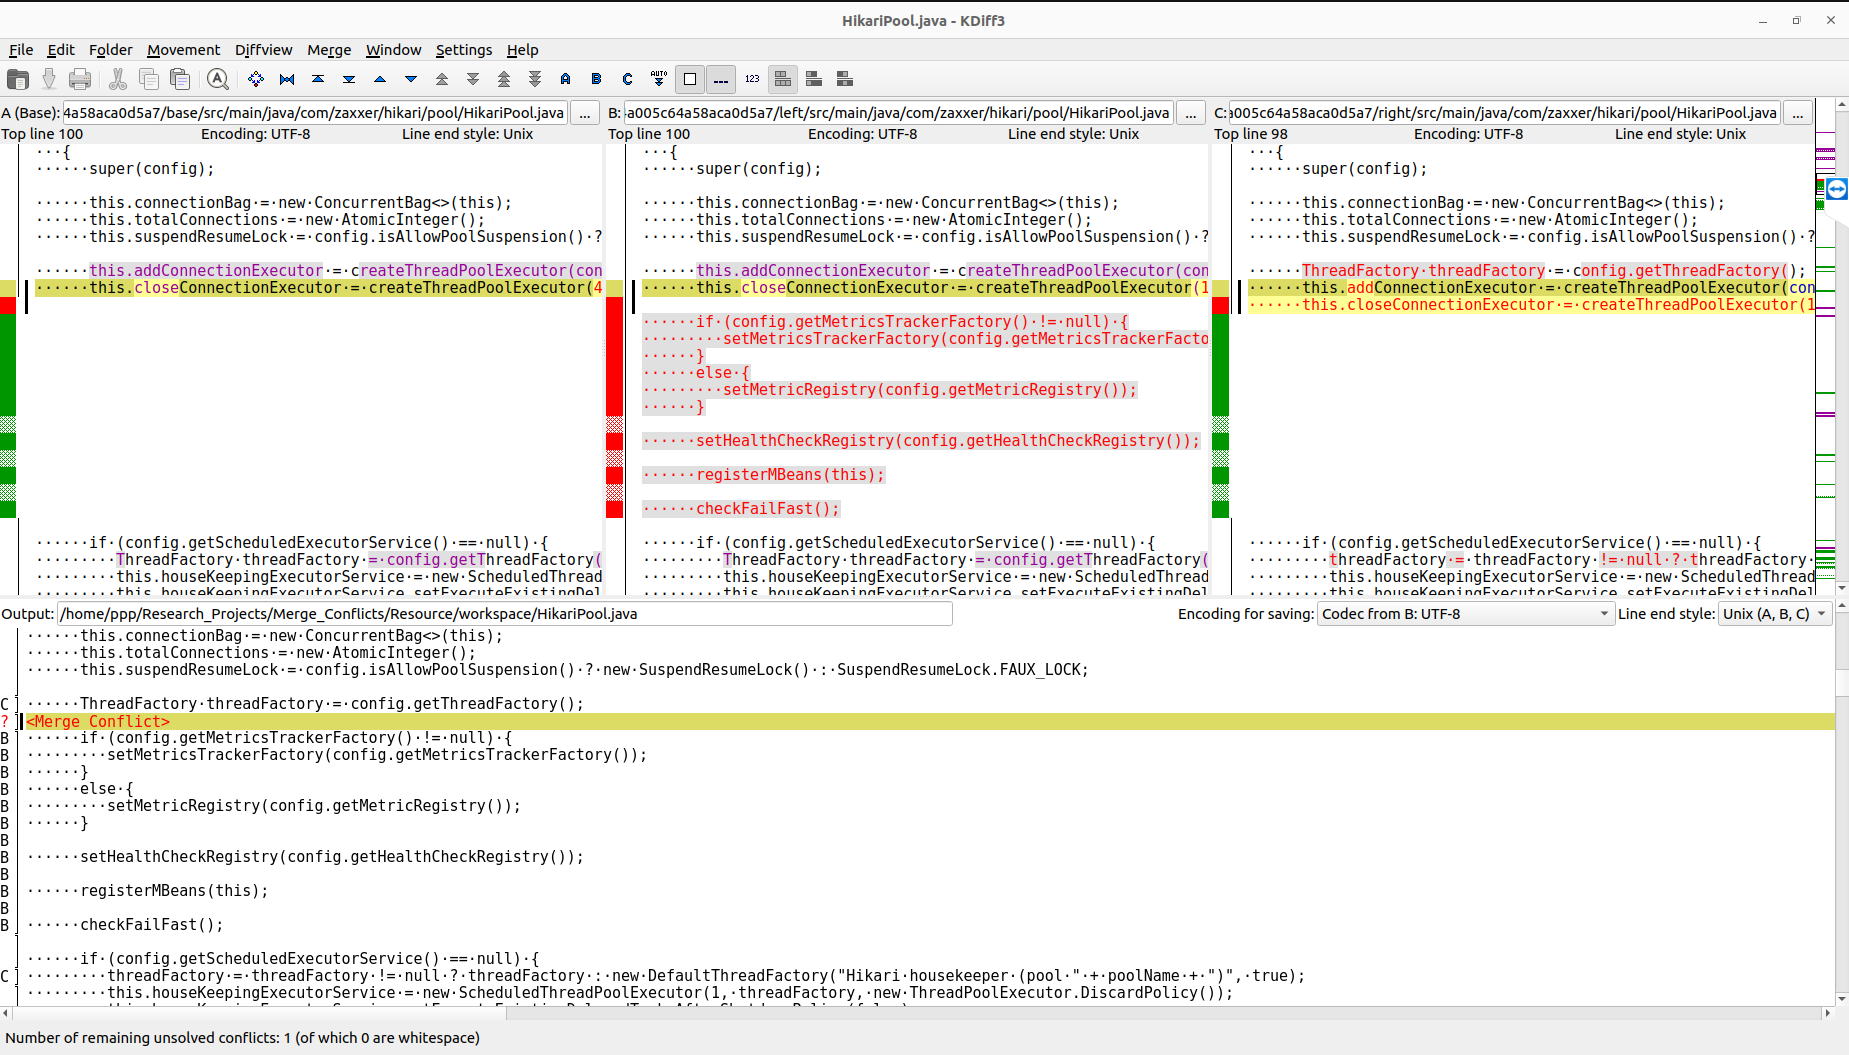 HikariPool.java - KDiff3
File Edit Folder Movement Diffview Merge Window Settings Help
A B C AUTO 123
A (Base): 4a58aca0d5a7/base/src/main/java/com/zaxxer/hikari/pool/HikariPool.java ...
Top line 100 Encoding: UTF-8 Line end style: Unix
···{
······super(config);
······this.connectionBag·=·new·ConcurrentBag<>(this);
······this.totalConnections·=·new·AtomicInteger();
······this.suspendResumeLock·=·config.isAllowPoolSuspension()·?
······this.addConnectionExecutor·=·createThreadPoolExecutor(con
······this.closeConnectionExecutor·=·createThreadPoolExecutor(4
······if·(config.getScheduledExecutorService()·==·null)·{
·········ThreadFactory·threadFactory·=·config.getThreadFactory(
·········this.houseKeepingExecutorService·=·new·ScheduledThread
·········this.houseKeepingExecutorService.setExecuteExistingDel
B: a005c64a58aca0d5a7/left/src/main/java/com/zaxxer/hikari/pool/HikariPool.java ...
Top line 100 Encoding: UTF-8 Line end style: Unix
···{
······super(config);
······this.connectionBag·=·new·ConcurrentBag<>(this);
······this.totalConnections·=·new·AtomicInteger();
······this.suspendResumeLock·=·config.isAllowPoolSuspension()·?
······this.addConnectionExecutor·=·createThreadPoolExecutor(con
······this.closeConnectionExecutor·=·createThreadPoolExecutor(1
······if·(config.getMetricsTrackerFactory()·!=·null)·{
·········setMetricsTrackerFactory(config.getMetricsTrackerFacto
······}
······else·{
·········setMetricRegistry(config.getMetricRegistry());
······}
······setHealthCheckRegistry(config.getHealthCheckRegistry());
······registerMBeans(this);
······checkFailFast();
······if·(config.getScheduledExecutorService()·==·null)·{
·········ThreadFactory·threadFactory·=·config.getThreadFactory(
·········this.houseKeepingExecutorService·=·new·ScheduledThread
·········this.houseKeepingExecutorService.setExecuteExistingDel
C: a005c64a58aca0d5a7/right/src/main/java/com/zaxxer/hikari/pool/HikariPool.java ...
Top line 98 Encoding: UTF-8 Line end style: Unix
···{
······super(config);
······this.connectionBag·=·new·ConcurrentBag<>(this);
······this.totalConnections·=·new·AtomicInteger();
······this.suspendResumeLock·=·config.isAllowPoolSuspension()·?
······ThreadFactory·threadFactory·=·config.getThreadFactory();
······this.addConnectionExecutor·=·createThreadPoolExecutor(con
······this.closeConnectionExecutor·=·createThreadPoolExecutor(1
······if·(config.getScheduledExecutorService()·==·null)·{
·········threadFactory·=·threadFactory·!=·null·?·threadFactory·
·········this.houseKeepingExecutorService·=·new·ScheduledThread
·········this.houseKeepingExecutorService.setExecuteExistingDel
Output: /home/ppp/Research_Projects/Merge_Conflicts/Resource/workspace/HikariPool.java Encoding for saving: Codec from B: UTF-8 Line end style: Unix (A, B, C)
······this.connectionBag·=·new·ConcurrentBag<>(this);
······this.totalConnections·=·new·AtomicInteger();
······this.suspendResumeLock·=·config.isAllowPoolSuspension()·?·new·SuspendResumeLock()·:·SuspendResumeLock.FAUX_LOCK;
C ······ThreadFactory·threadFactory·=·config.getThreadFactory();
? <Merge Conflict>
B ······if·(config.getMetricsTrackerFactory()·!=·null)·{
B ·········setMetricsTrackerFactory(config.getMetricsTrackerFactory());
B ······}
B ······else·{
B ·········setMetricRegistry(config.getMetricRegistry());
B ······}
B
B ······setHealthCheckRegistry(config.getHealthCheckRegistry());
B
B ······registerMBeans(this);
B
B ······checkFailFast();
······if·(config.getScheduledExecutorService()·==·null)·{
C ·········threadFactory·=·threadFactory·!=·null·?·threadFactory·:·new·DefaultThreadFactory("Hikari·housekeeper·(pool·"·+·poolName·+·")",·true);
·········this.houseKeepingExecutorService·=·new·ScheduledThreadPoolExecutor(1,·threadFactory,·new·ThreadPoolExecutor.DiscardPolicy());
Number of remaining unsolved conflicts: 1 (of which 0 are whitespace)